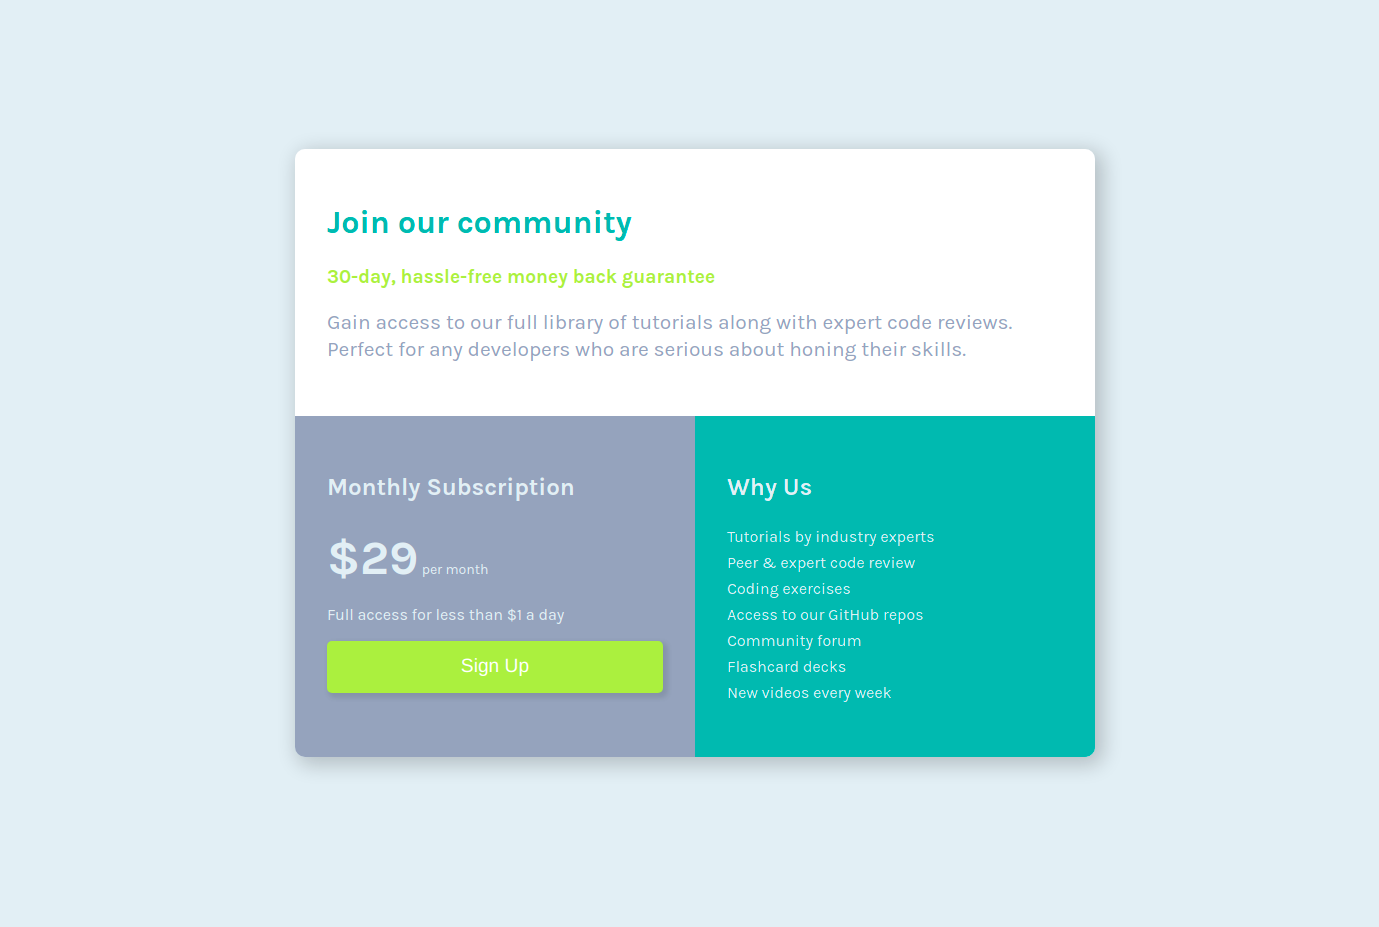 Join our community
30-day, hassle-free money back guarantee
Gain access to our full library of tutorials along with expert code reviews.
Perfect for any developers who are serious about honing their skills.
Monthly Subscription
$29 per month
Full access for less than $1 a day
Sign Up
Why Us
Tutorials by industry experts
Peer & expert code review
Coding exercises
Access to our GitHub repos
Community forum
Flashcard decks
New videos every week